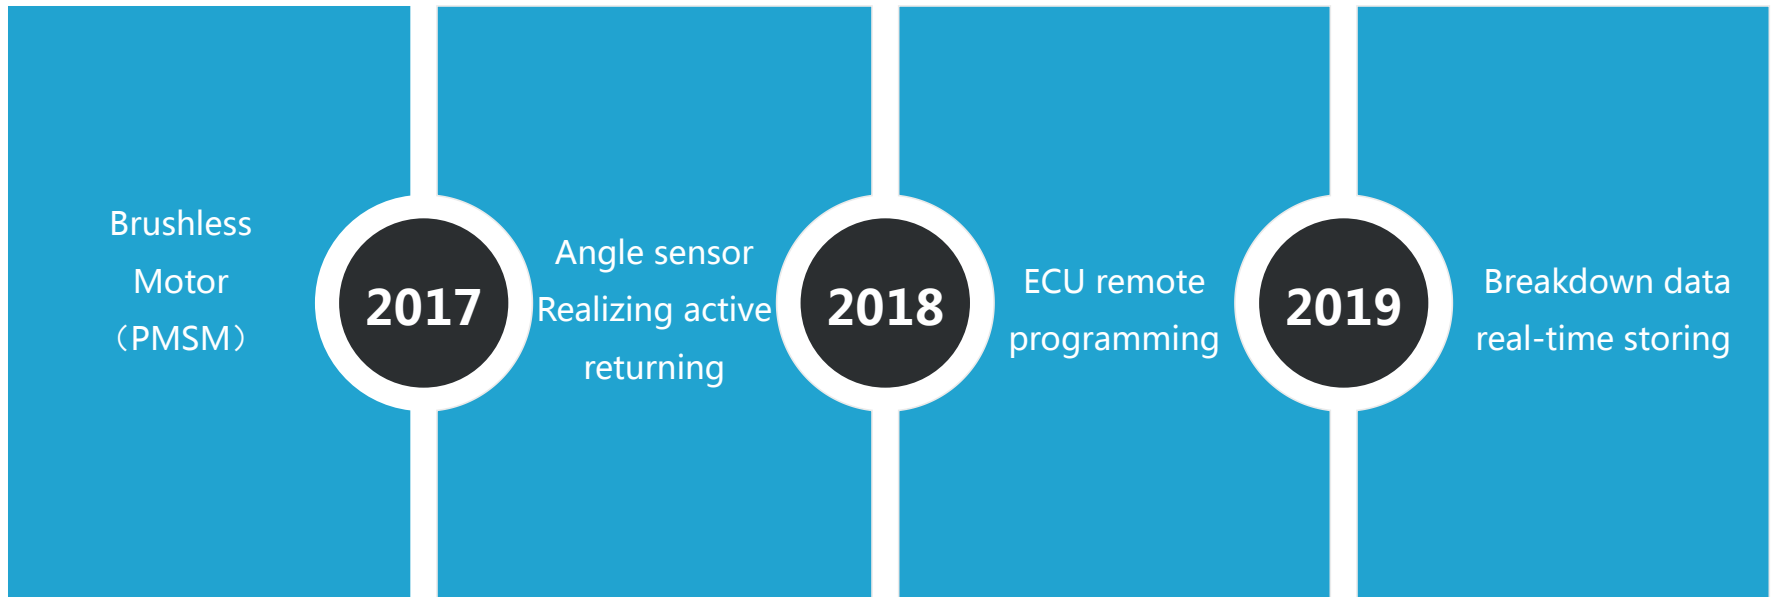 Brushless
Motor
（PMSM）
2017
Angle sensor
Realizing active
returning
2018
ECU remote
programming
2019
Breakdown data
real-time storing